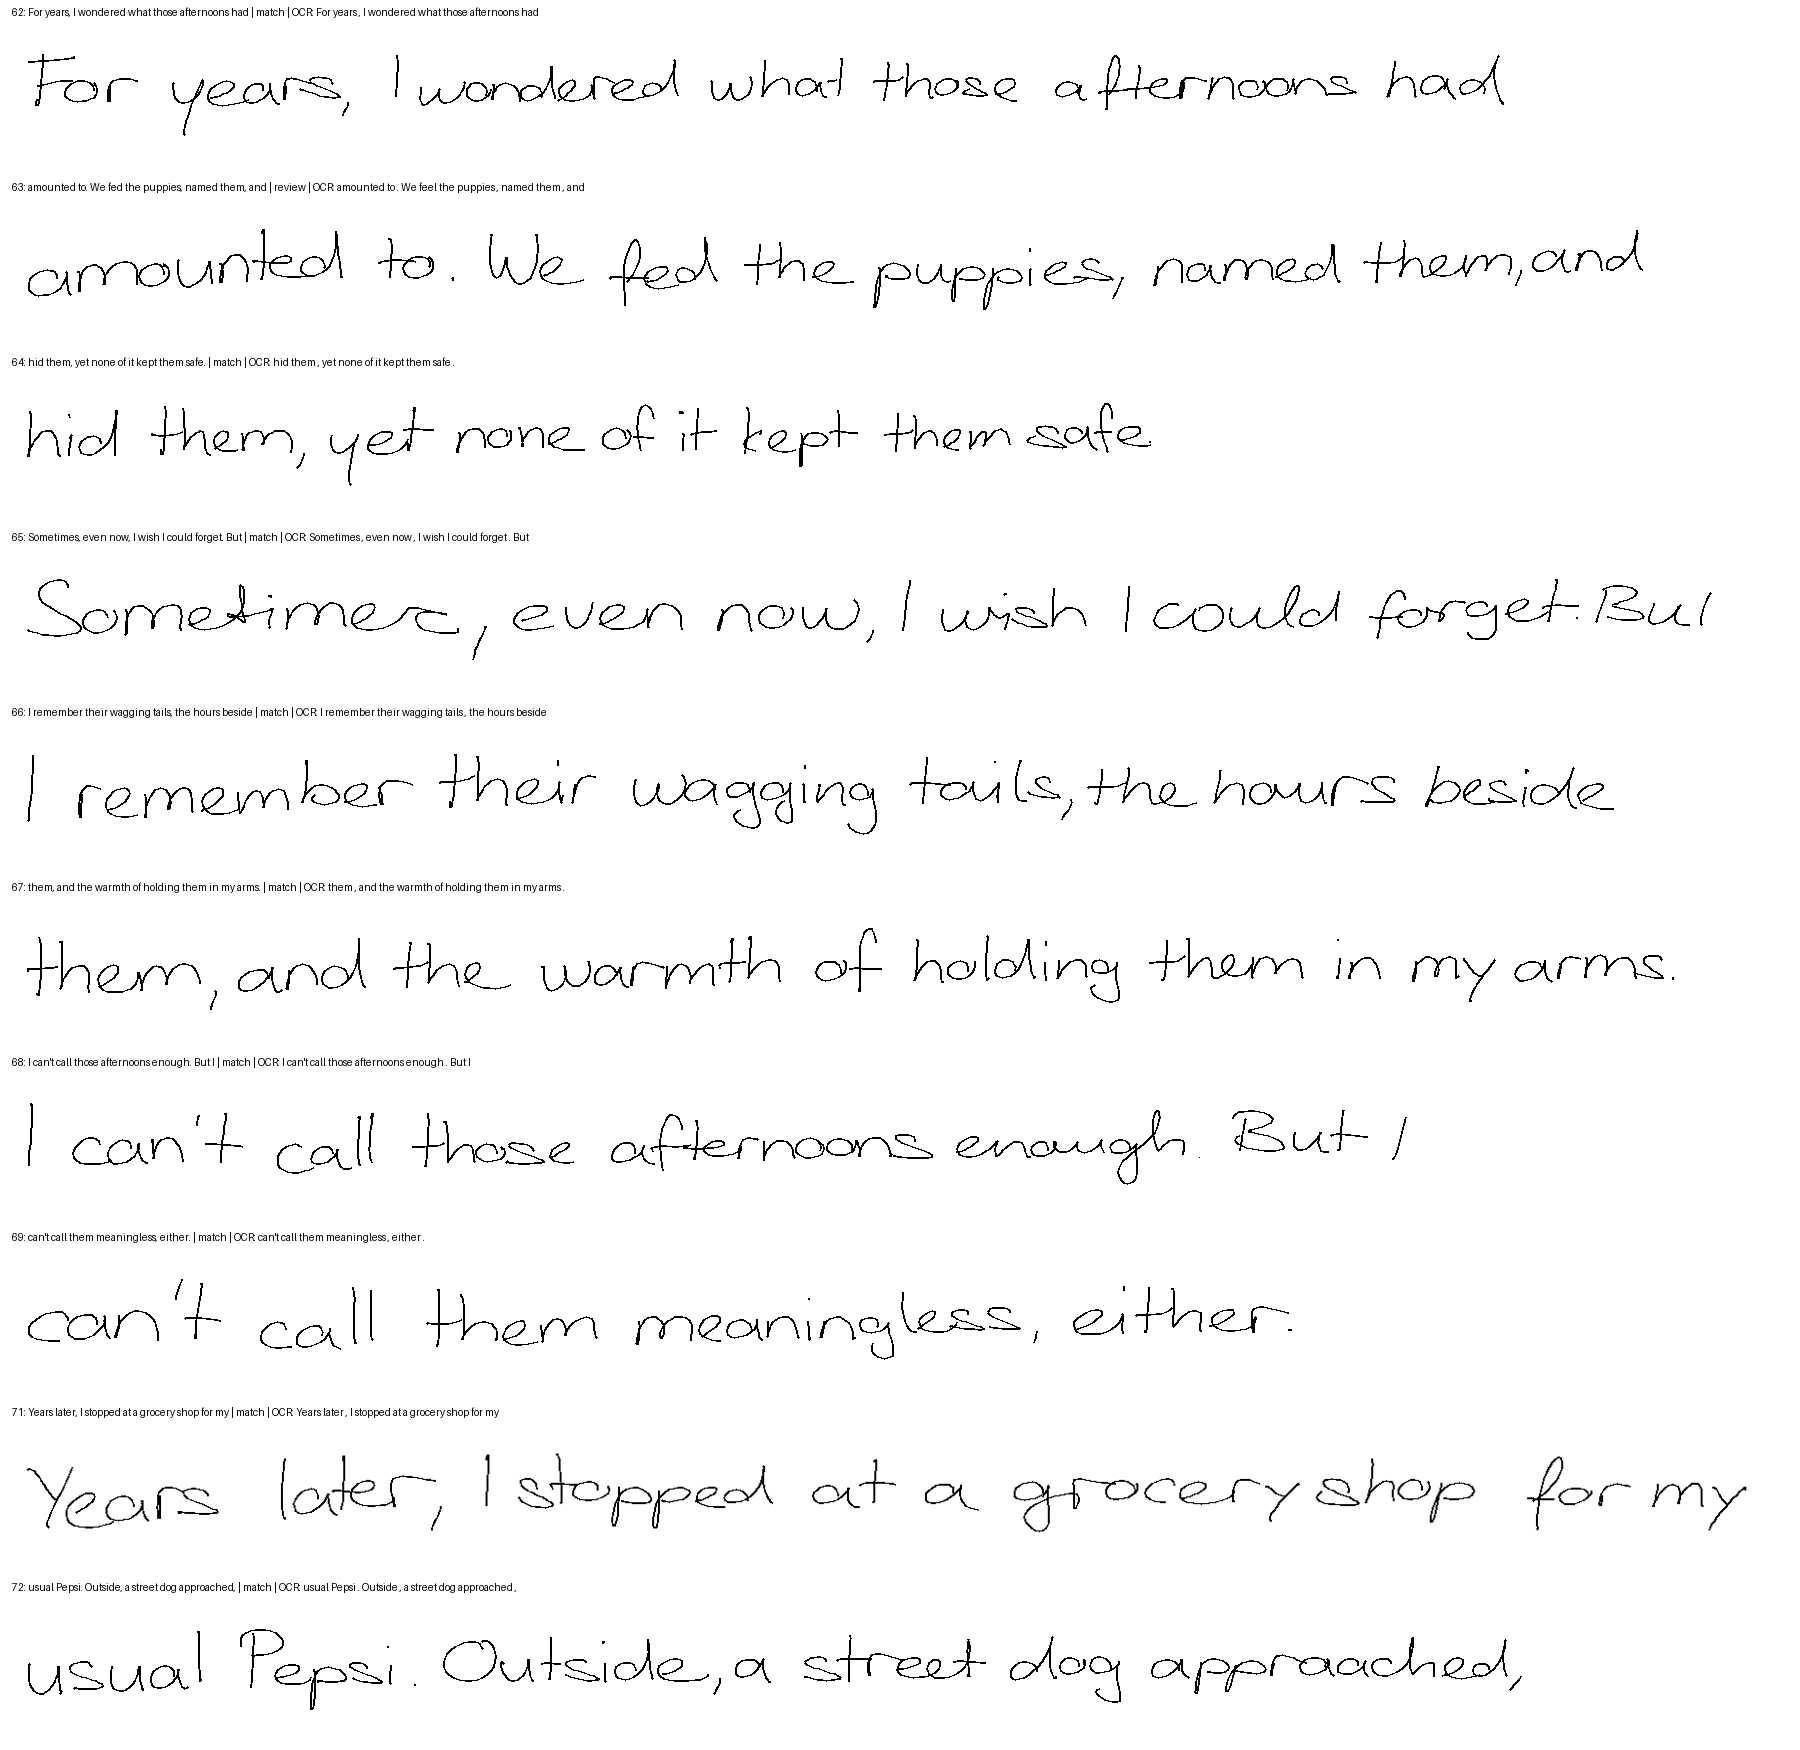 62: For years, I wondered what those afternoons had | match | OCR: For years, I wondered what those afternoons had
For years, I wondered what those afternoons had
63: amounted to. We fed the puppies, named them, and | review | OCR: amounted to. We feel the puppies, named them, and
amounted to. We fed the puppies, named them, and
64: hid them, yet none of it kept them safe. | match | OCR: hid them, yet none of it kept them safe.
hid them, yet none of it kept them safe
65: Sometimes, even now, I wish I could forget. But | match | OCR: Sometimes, even now, I wish I could forget. But
Sometimes, even now, I wish I could forget. But
66: I remember their wagging tails, the hours beside | match | OCR: I remember their wagging tails, the hours beside
I remember their wagging tails, the hours beside
67: them, and the warmth of holding them in my arms. | match | OCR: them, and the warmth of holding them in my arms.
them, and the warmth of holding them in my arms.
68: I can't call those afternoons enough. But I | match | OCR: I can't call those afternoons enough. But I
I can't call those afternoons enough. But I
69: can't call them meaningless, either. | match | OCR: can't call them meaningless, either.
can't call them meaningless, either.
71: Years later, I stopped at a grocery shop for my | match | OCR: Years later, I stopped at a grocery shop for my
Years later, I stopped at a grocery shop for my
72: usual Pepsi. Outside, a street dog approached, | match | OCR: usual Pepsi. Outside, a street dog approached,
usual Pepsi. Outside, a street dog appraached,